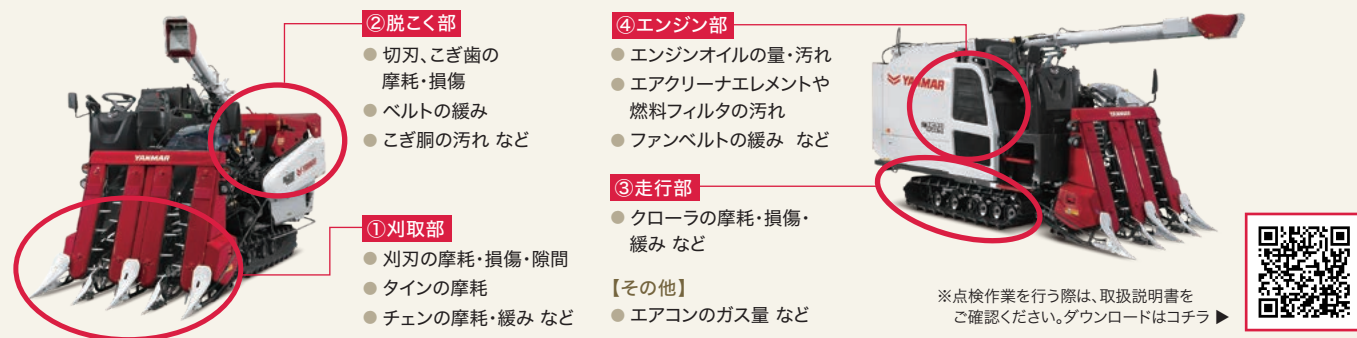 ②脱こく部
● 切刃、こぎ歯の
摩耗・損傷
● ベルトの緩み
● こぎ胴の汚れ など
①刈取部
● 刈刃の摩耗・損傷・隙間
● タインの摩耗
● チェンの摩耗・緩み など
④エンジン部
● エンジンオイルの量・汚れ
● エアクリーナエレメントや
燃料フィルタの汚れ
● ファンベルトの緩み など
③走行部
● クローラの摩耗・損傷・
緩み など
【その他】
● エアコンのガス量 など
※点検作業を行う際は、取扱説明書を
ご確認ください。ダウンロードはコチラ ▶
YANMAR
YANMAR
YANMAR